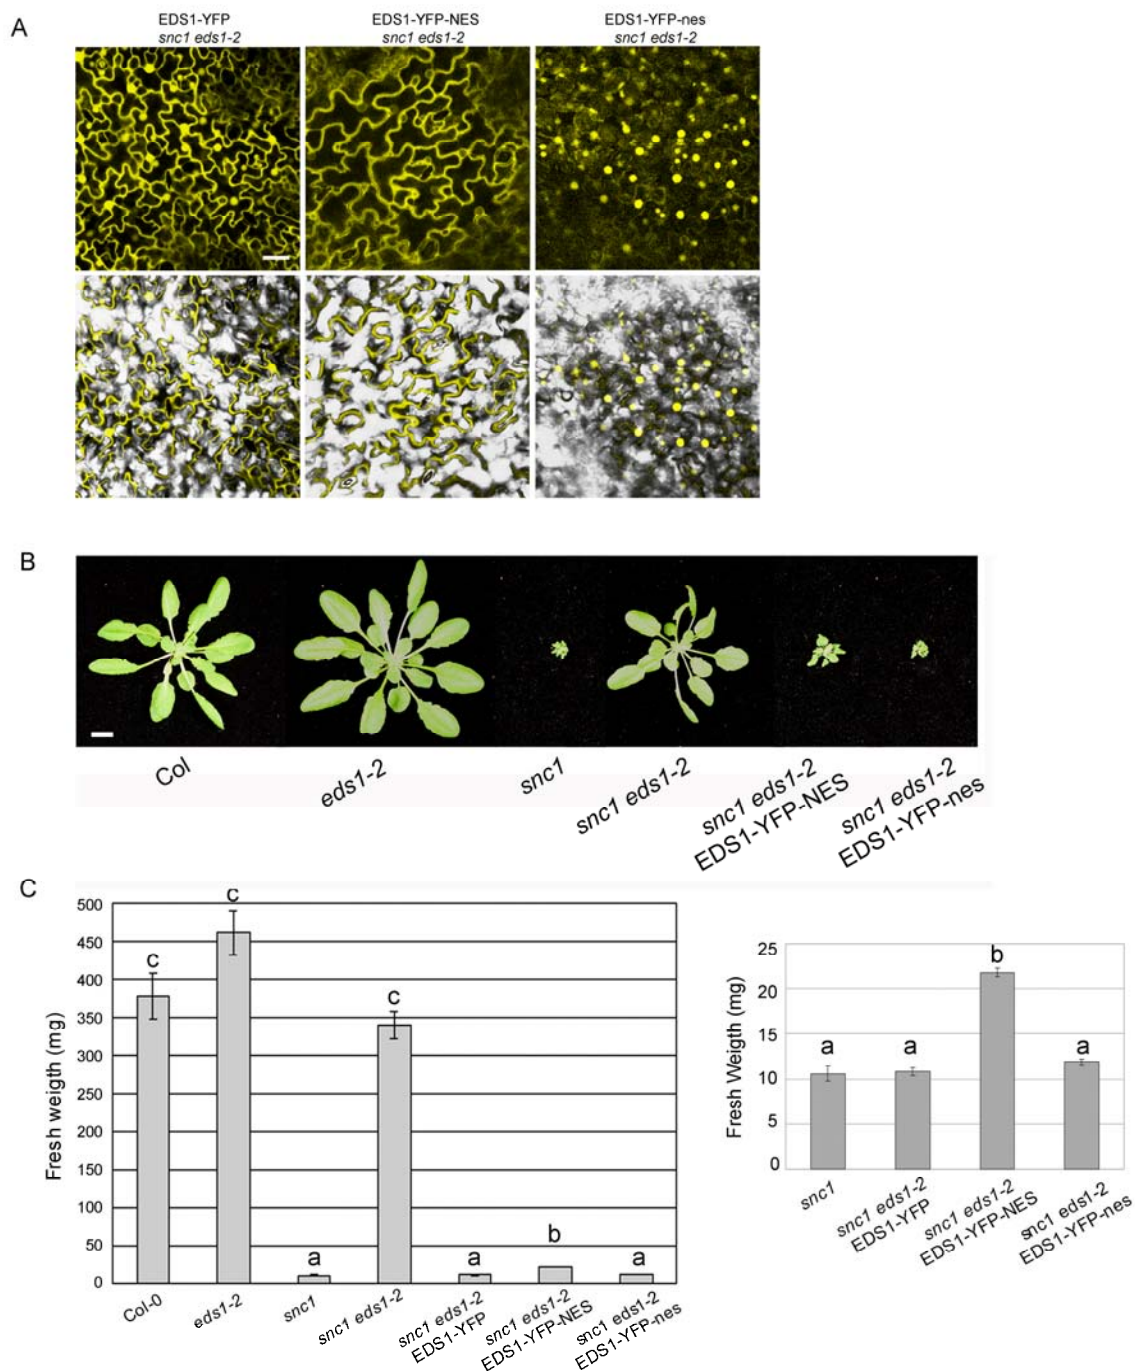 A
EDS1-YFP
snc1 eds1-2
EDS1-YFP-NES
snc1 eds1-2
EDS1-YFP-nes
snc1 eds1-2
B
Col
eds1-2
snc1
snc1 eds1-2
snc1 eds1-2
EDS1-YFP-NES
snc1 eds1-2
EDS1-YFP-nes
C
Fresh weigth (mg)
500
450
400
350
300
250
200
150
100
50
0
c
c
a
c
a
b
a
Col-0
eds1-2
snc1
snc1 eds1-2
snc1 eds1-2
EDS1-YFP
snc1 eds1-2
EDS1-YFP-NES
snc1 eds1-2
EDS1-YFP-nes
Fresh Weigth (mg)
25
20
15
10
5
0
a
a
b
a
snc1
snc1 eds1-2
EDS1-YFP
snc1 eds1-2
EDS1-YFP-NES
snc1 eds1-2
EDS1-YFP-nes